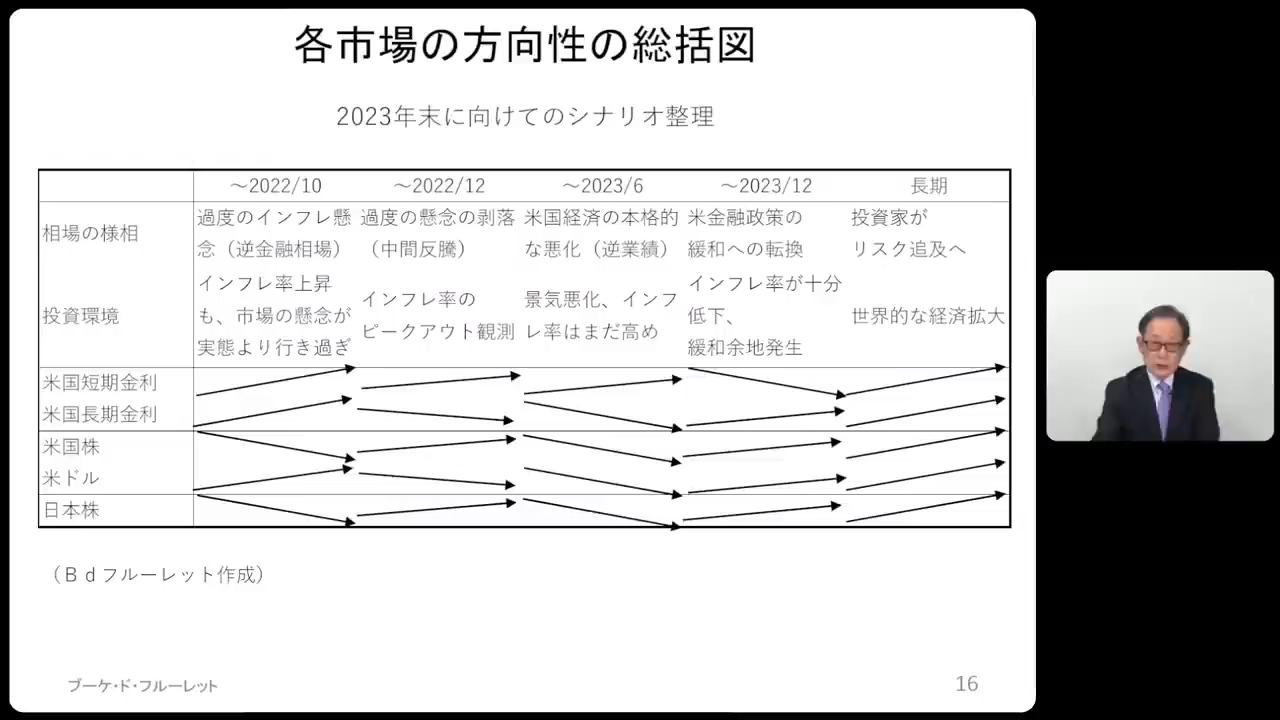 各市場の方向性の総括図
2023年末に向けてのシナリオ整理
～2022/10 ～2022/12 ～2023/6 ～2023/12 長期
相場の様相
過度のインフレ懸
念（逆金融相場）
過度の懸念の剥落
（中間反騰）
米国経済の本格的
な悪化（逆業績）
米金融政策の
緩和への転換
投資家が
リスク追及へ
投資環境
インフレ率上昇
も、市場の懸念が
実態より行き過ぎ
インフレ率の
ピークアウト観測
景気悪化、インフ
レ率はまだ高め
インフレ率が十分
低下、
緩和余地発生
世界的な経済拡大
米国短期金利
米国長期金利
米国株
米ドル
日本株
（Ｂｄフルーレット作成）
ブーケ・ド・フルーレット
16